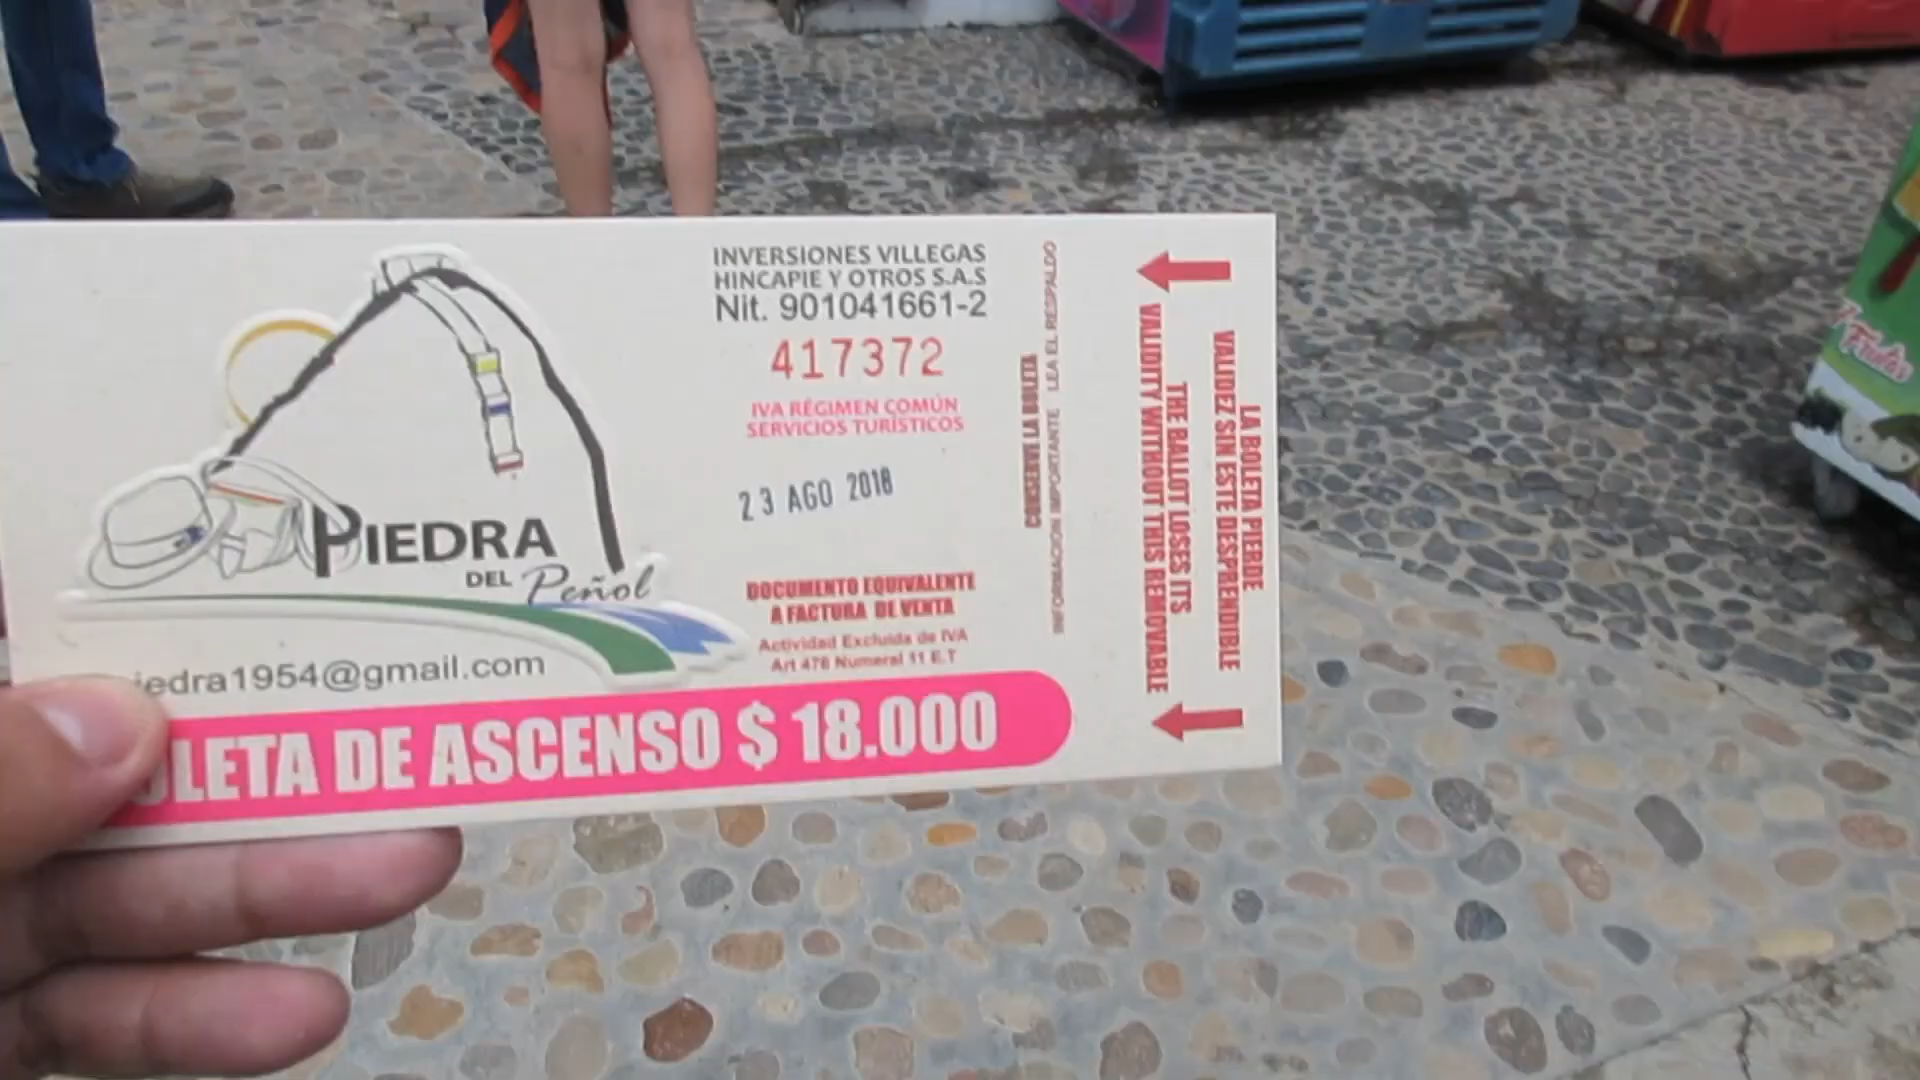 PIEDRA
DEL Peñol
iedra1954@gmail.com
LETA DE ASCENSO $ 18.000
INVERSIONES VILLEGAS
HINCAPIE Y OTROS S.A.S
Nit. 901041661-2
417372
IVA RÉGIMEN COMÚN
SERVICIOS TURÍSTICOS
23 AGO 2018
DOCUMENTO EQUIVALENTE
A FACTURA DE VENTA
Actividad Excluida de IVA
Art 476 Numeral 11 E.T
CONSERVE LA BOLETA
INFORMACION IMPORTANTE LEA EL RESPALDO
LA BOLETA PIERDE
VALIDEZ SIN ESTE DESPRENDIBLE
THE BALLOT LOSES ITS
VALIDITY WITHOUT THIS REMOVABLE